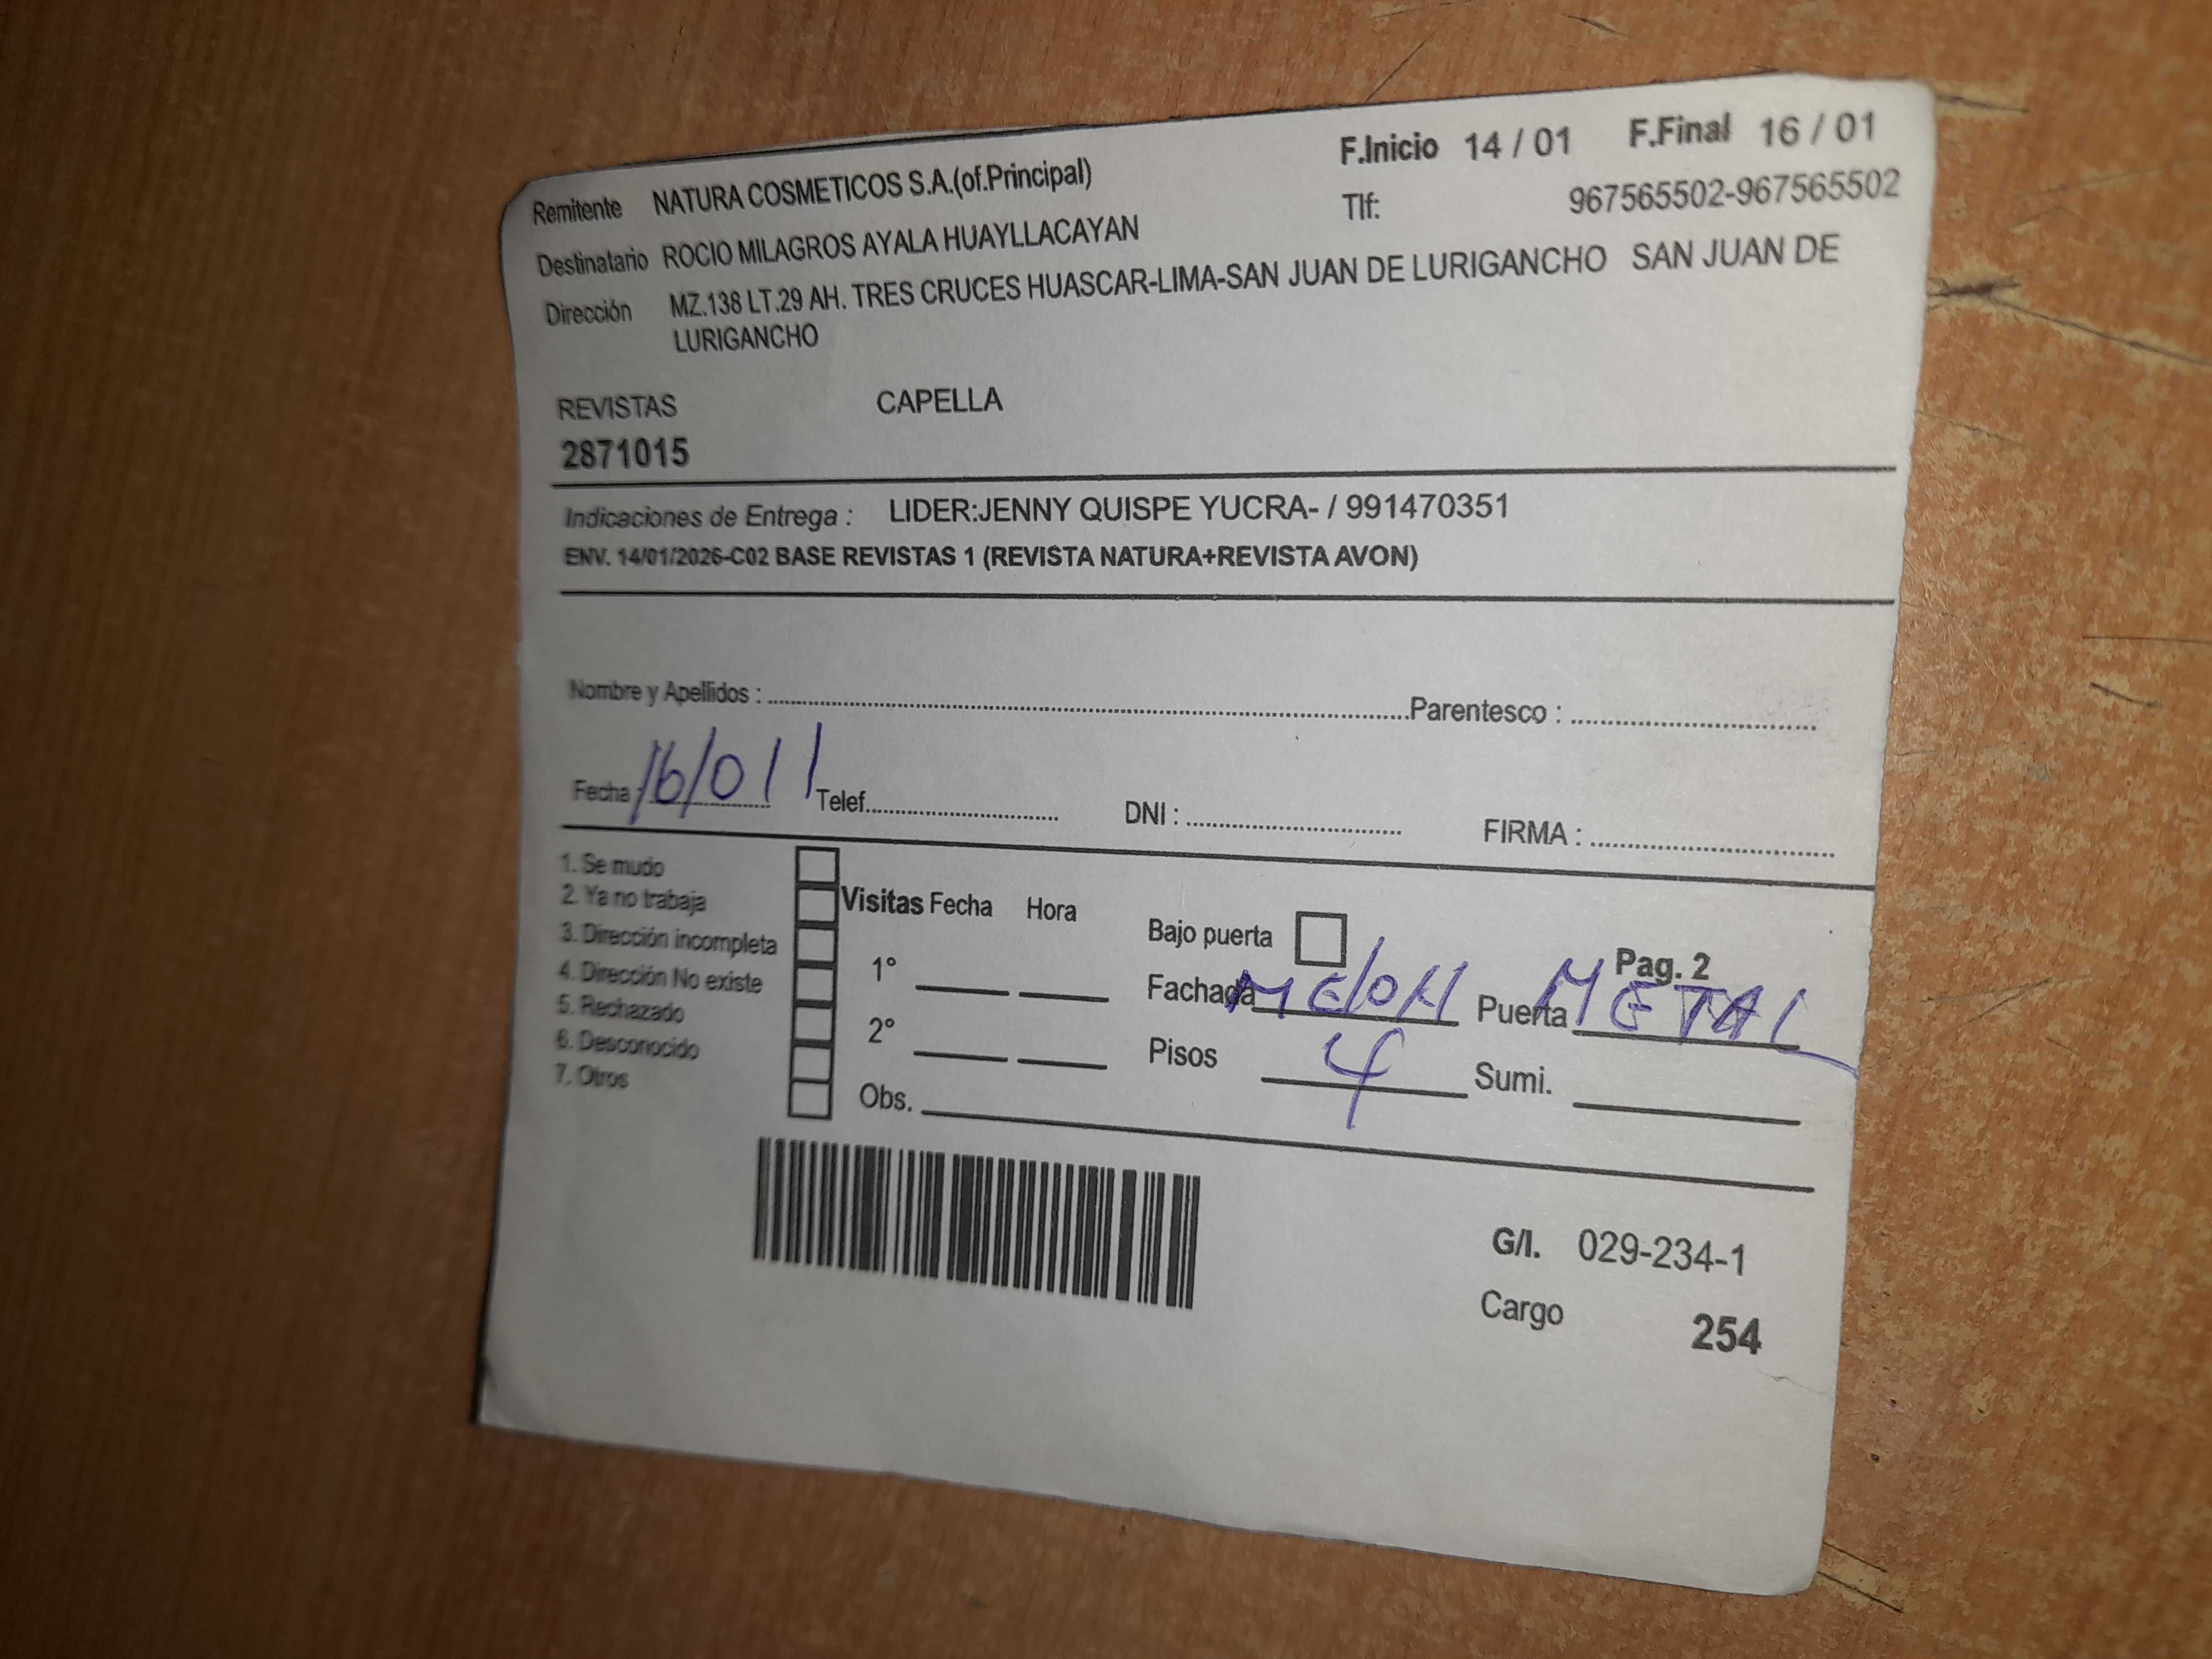 Remitente NATURA COSMETICOS S.A.(of.Principal) F.Inicio 14 / 01 F.Final 16 / 01
Destinatario ROCIO MILAGROS AYALA HUAYLLACAYAN Tlf: 967565502-967565502
Dirección MZ.138 LT.29 AH. TRES CRUCES HUASCAR-LIMA-SAN JUAN DE LURIGANCHO SAN JUAN DE
LURIGANCHO
REVISTAS CAPELLA
2871015
Indicaciones de Entrega : LIDER:JENNY QUISPE YUCRA- / 991470351
ENV. 14/01/2026-C02 BASE REVISTAS 1 (REVISTA NATURA+REVISTA AVON)
Nombre y Apellidos : Parentesco :
Fecha : 16/01 Telef. DNI : FIRMA :
1. Se mudo
2. Ya no trabaja
3. Dirección incompleta
4. Dirección No existe
5. Rechazado
6. Desconocido
7. Otros
Visitas Fecha Hora
1°
2°
Obs.
Bajo puerta Pag. 2
Fachada MELON Puerta METAL
Pisos 4 Sumi.
G/I. 029-234-1
Cargo 254